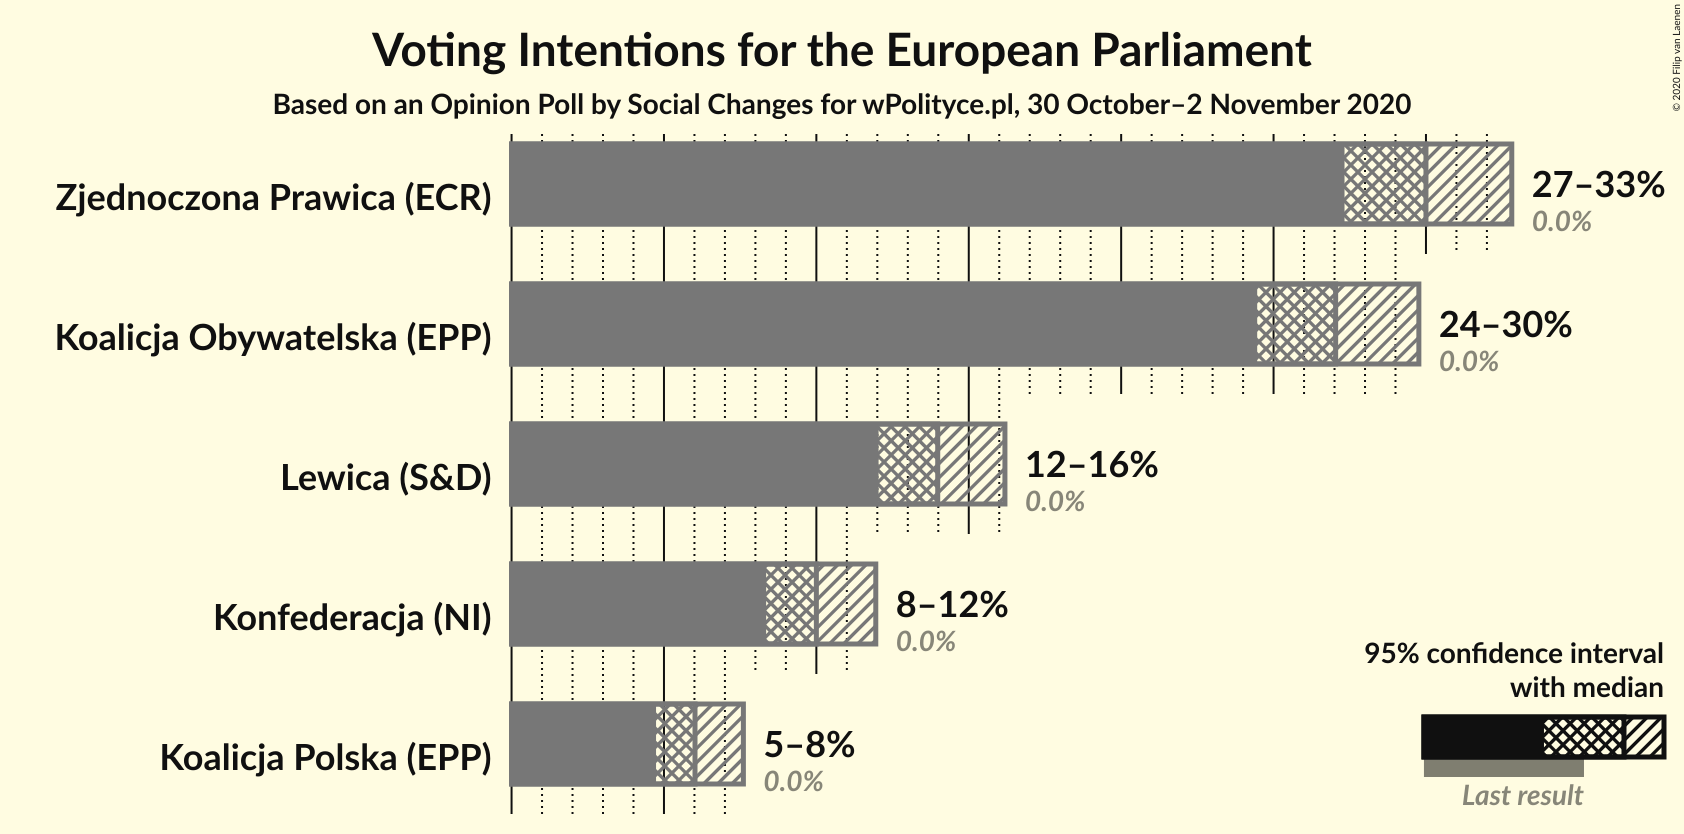 Voting Intentions for the European Parliament
Based on an Opinion Poll by Social Changes for wPolityce.pl, 30 October–2 November 2020
© 2020 Filip van Laenen
Zjednoczona Prawica (ECR)
27–33%
0.0%
Koalicja Obywatelska (EPP)
24–30%
0.0%
Lewica (S&D)
12–16%
0.0%
Konfederacja (NI)
8–12%
0.0%
Koalicja Polska (EPP)
5–8%
0.0%
95% confidence interval
with median
Last result